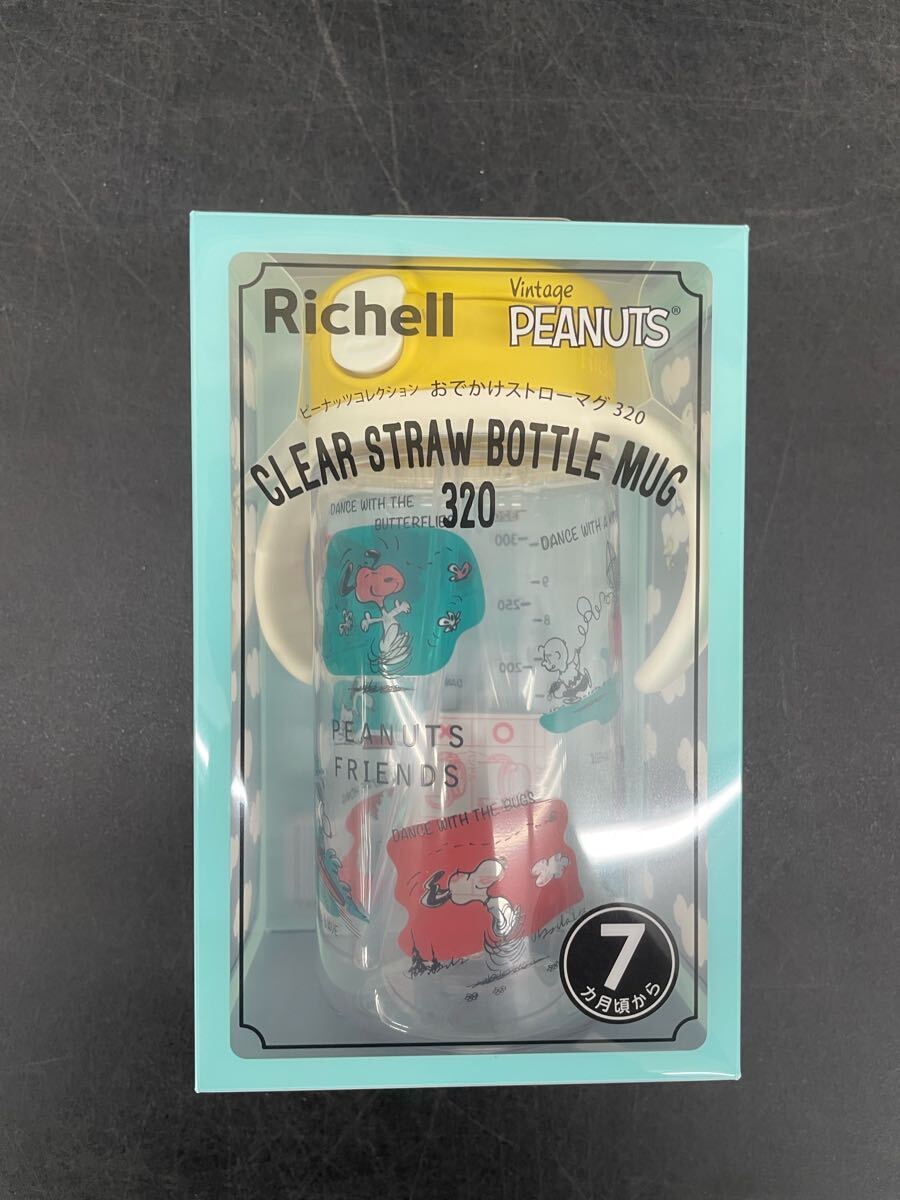 Richell
Vintage
PEANUTS®
ピーナッツコレクション おでかけストローマグ 320
CLEAR STRAW BOTTLE MUG
320
DANCE WITH THE
BUTTERFLIE
DANCE WITH A
300
9
250
8
200
PEANUTS
FRIENDS
DANCE WITH THE BUGS
7
カ月頃から